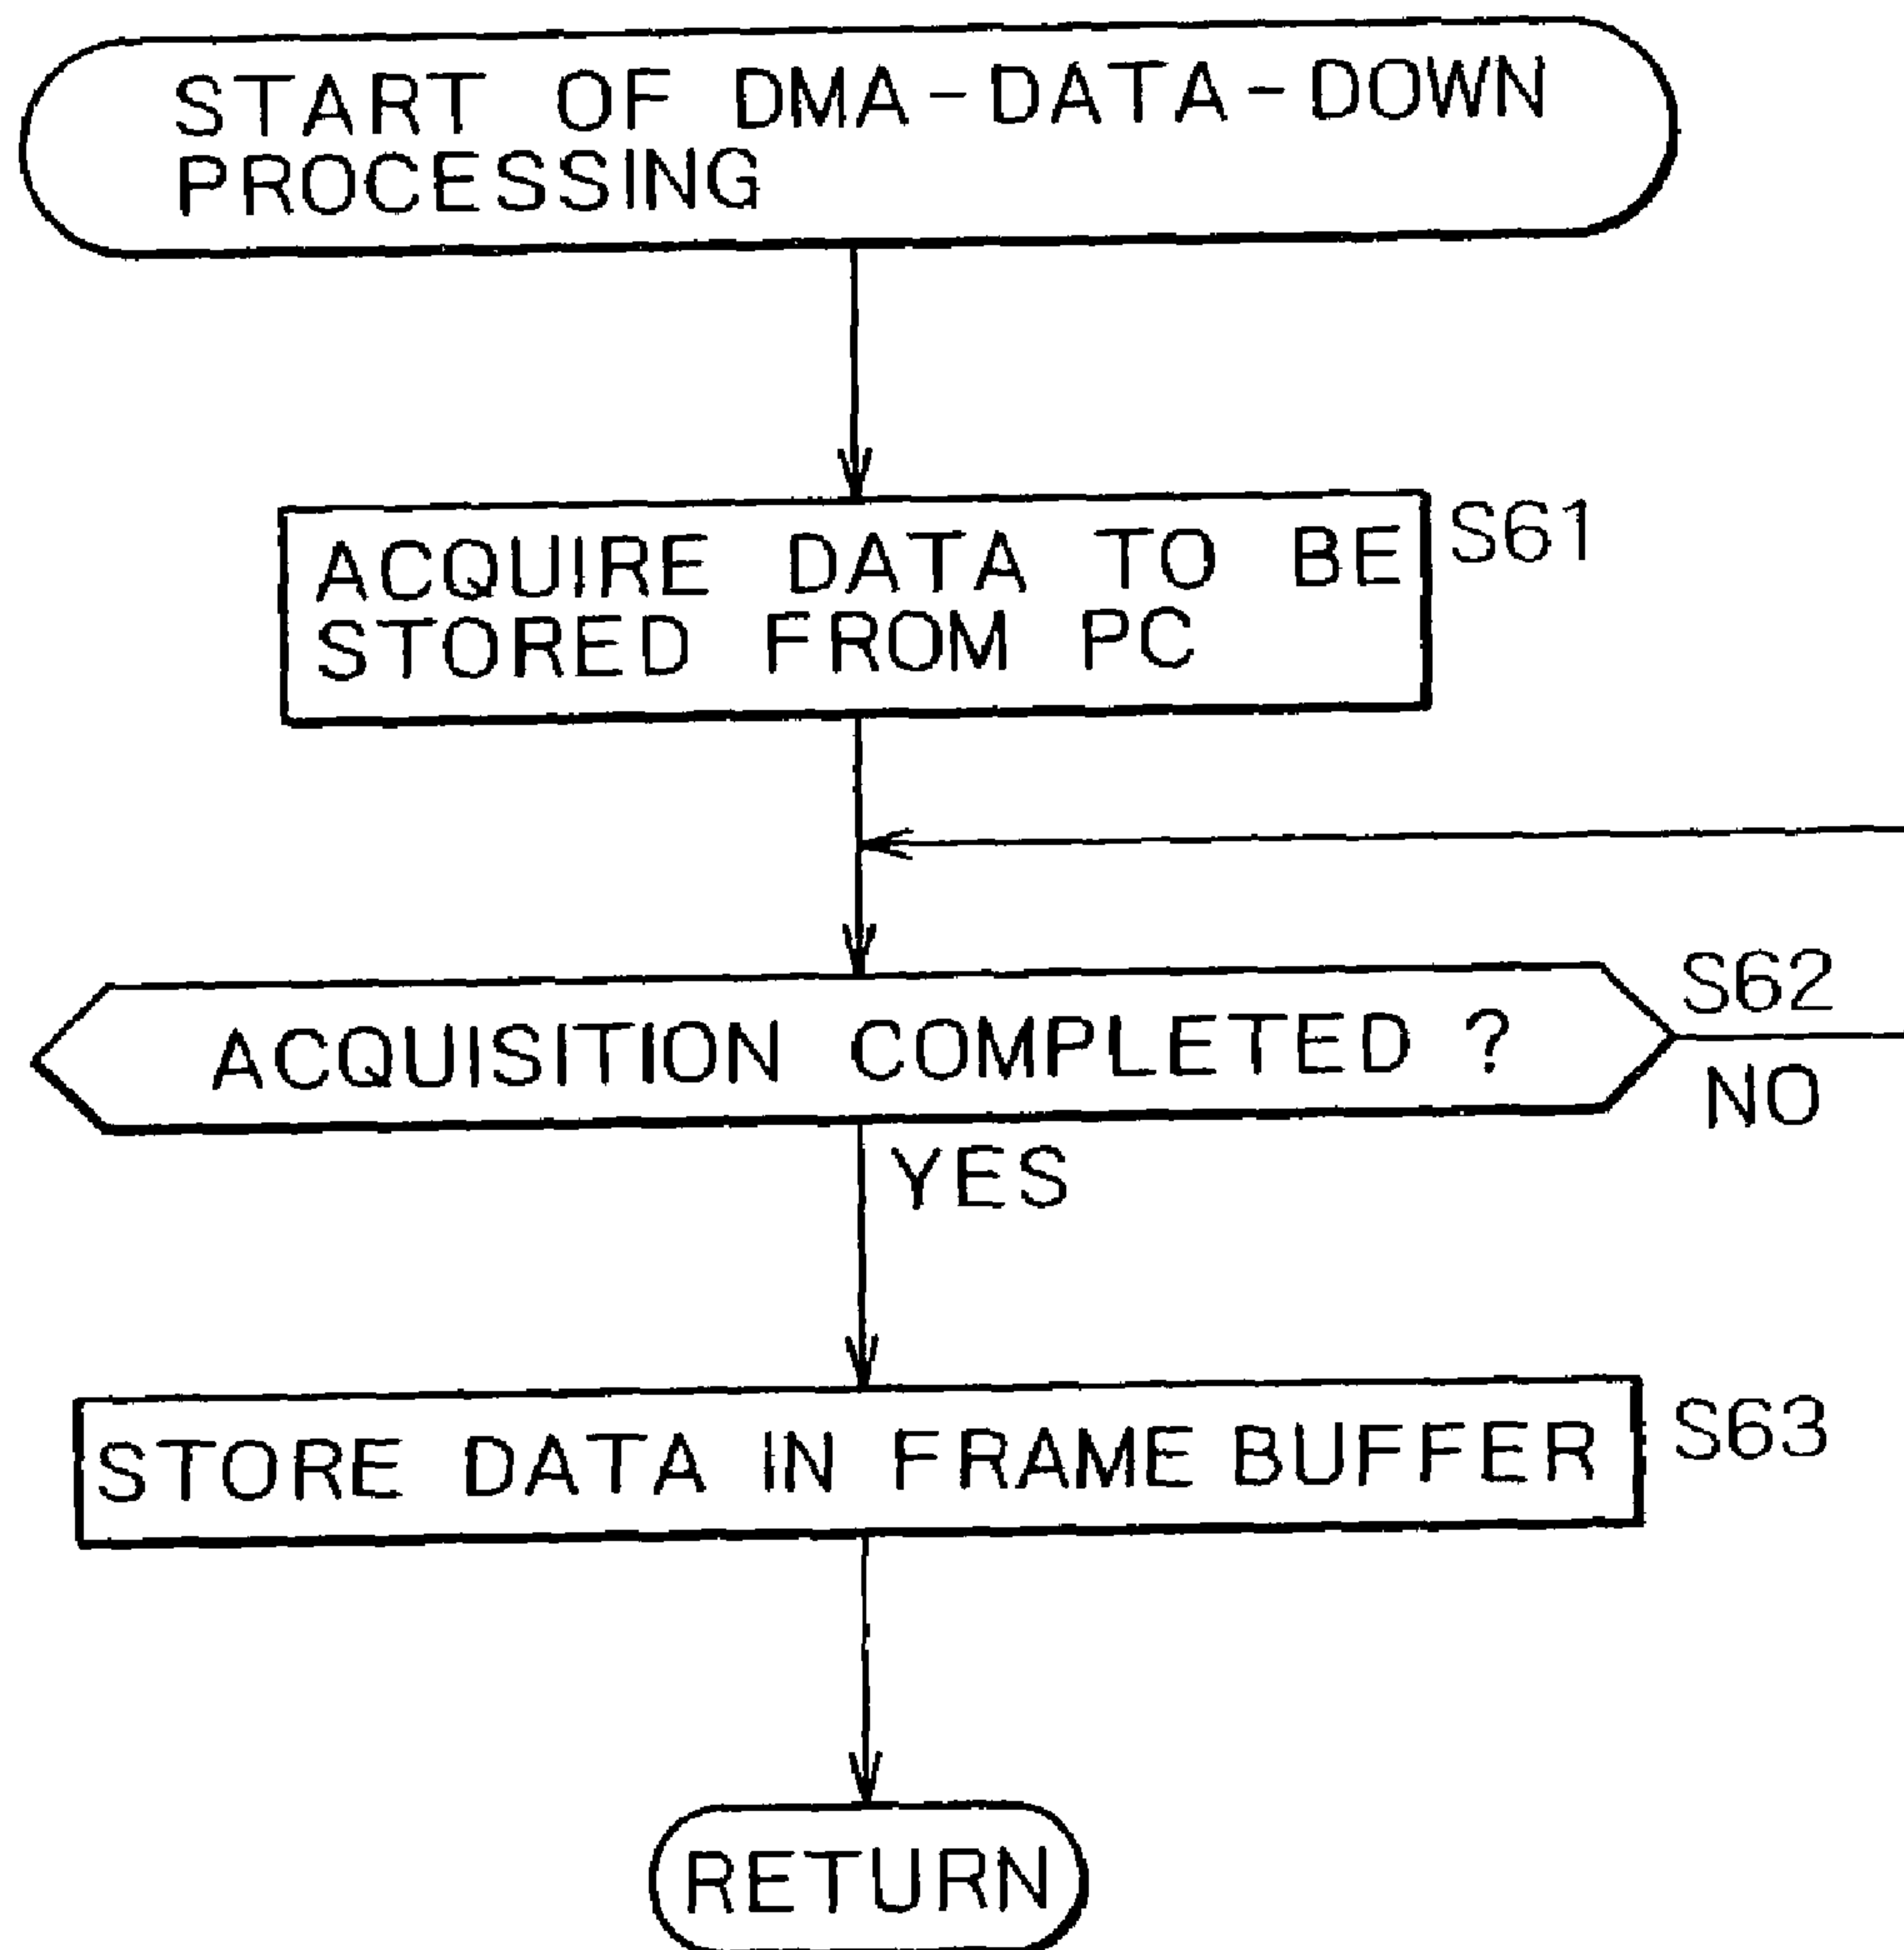 START OF DMA-DATA-DOWN
PROCESSING
ACQUIRE DATA TO BE
STORED FROM PC
S61
ACQUISITION COMPLETED ?
S62
NO
YES
STORE DATA IN FRAME BUFFER
S63
RETURN